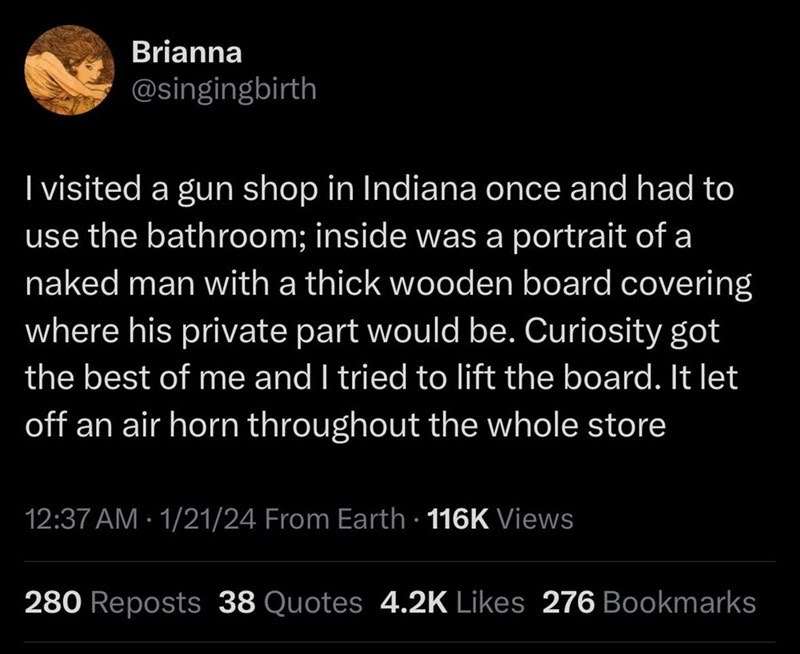 Brianna
@singingbirth
I visited a gun shop in Indiana once and had to
use the bathroom; inside was a portrait of a
naked man with a thick wooden board covering
where his private part would be. Curiosity got
the best of me and I tried to lift the board. It let
off an air horn throughout the whole store
12:37 AM · 1/21/24 From Earth · 116K Views
280 Reposts 38 Quotes 4.2K Likes 276 Bookmarks